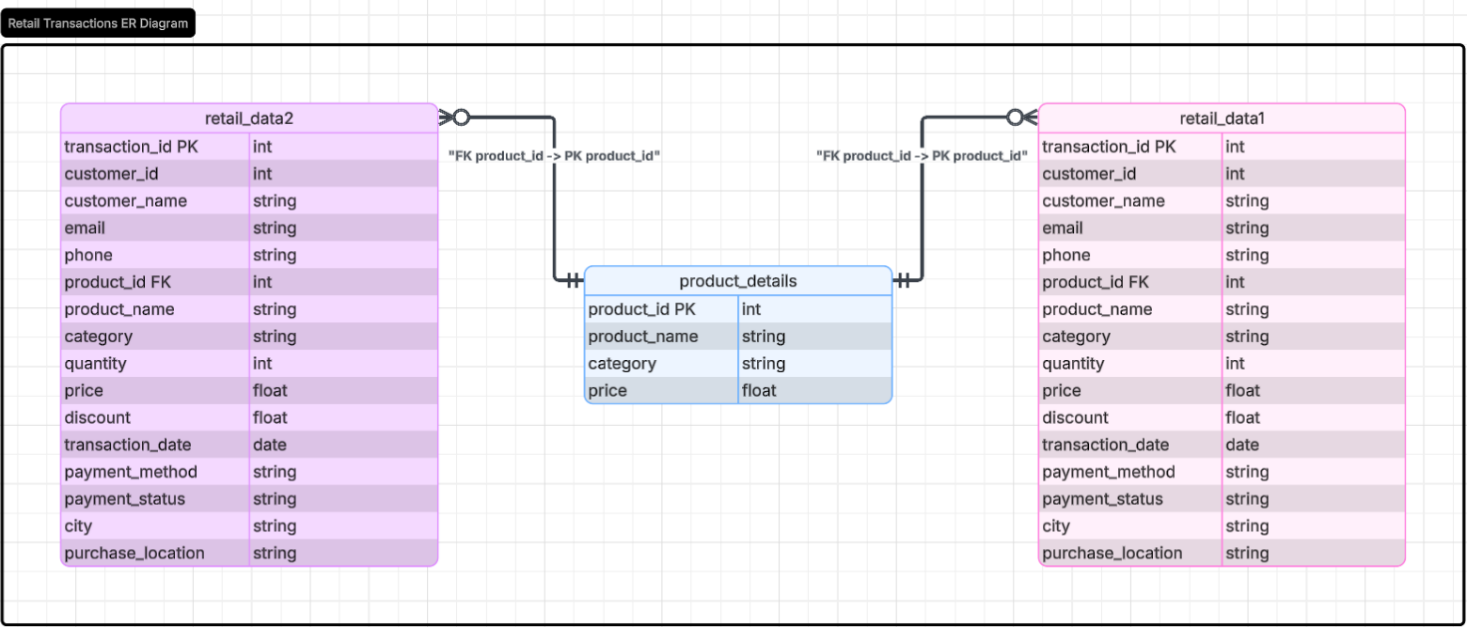 Retail Transactions ER Diagram
retail_data2
transaction_id PK int
customer_id int
customer_name string
email string
phone string
product_id FK int
product_name string
category string
quantity int
price float
discount float
transaction_date date
payment_method string
payment_status string
city string
purchase_location string
"FK product_id -> PK product_id"
product_details
product_id PK int
product_name string
category string
price float
"FK product_id -> PK product_id"
retail_data1
transaction_id PK int
customer_id int
customer_name string
email string
phone string
product_id FK int
product_name string
category string
quantity int
price float
discount float
transaction_date date
payment_method string
payment_status string
city string
purchase_location string